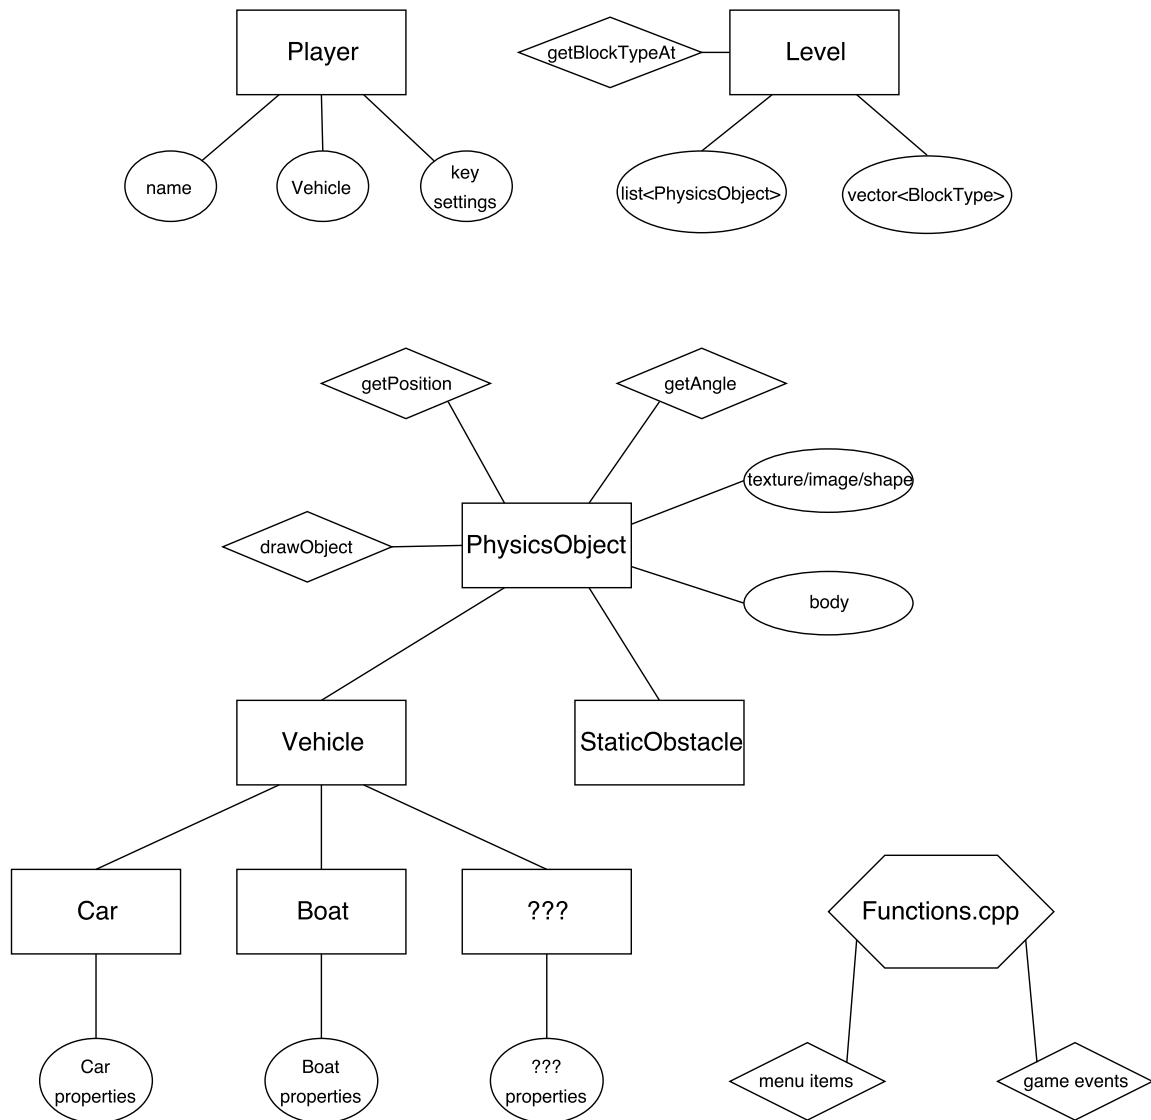 Player
getBlockTypeAt
Level
name
Vehicle
key
settings
list<PhysicsObject>
vector<BlockType>
getPosition
getAngle
texture/image/shape
drawObject
PhysicsObject
body
Vehicle
StaticObstacle
Car
Boat
???
Functions.cpp
Car
properties
Boat
properties
???
properties
menu items
game events